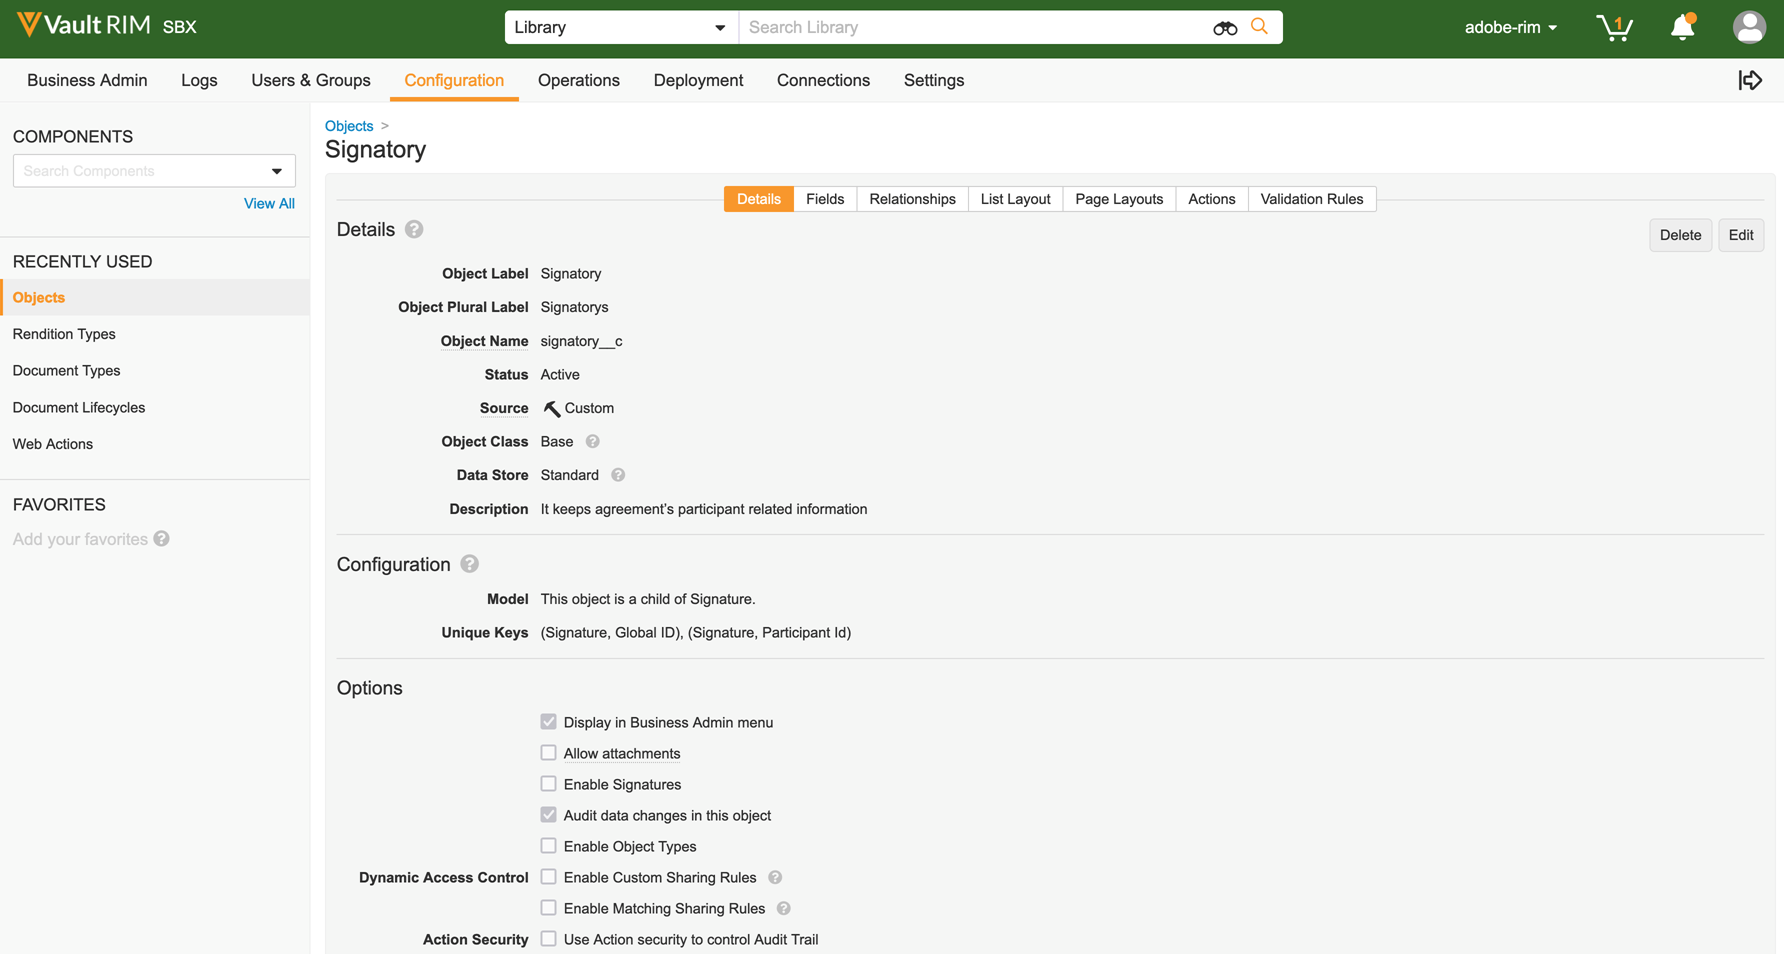 Vault RIM SBX
Library
Search Library
adobe-rim
1
Business Admin Logs Users & Groups Configuration Operations Deployment Connections Settings
COMPONENTS
Search Components
View All
RECENTLY USED
Objects
Rendition Types
Document Types
Document Lifecycles
Web Actions
FAVORITES
Add your favorites ?
Objects >
Signatory
Details Fields Relationships List Layout Page Layouts Actions Validation Rules
Details ?
Delete Edit
Object Label Signatory
Object Plural Label Signatorys
Object Name signatory__c
Status Active
Source Custom
Object Class Base ?
Data Store Standard ?
Description It keeps agreement’s participant related information
Configuration ?
Model This object is a child of Signature.
Unique Keys (Signature, Global ID), (Signature, Participant Id)
Options
Display in Business Admin menu
Allow attachments
Enable Signatures
Audit data changes in this object
Enable Object Types
Dynamic Access Control Enable Custom Sharing Rules ?
Enable Matching Sharing Rules ?
Action Security Use Action security to control Audit Trail